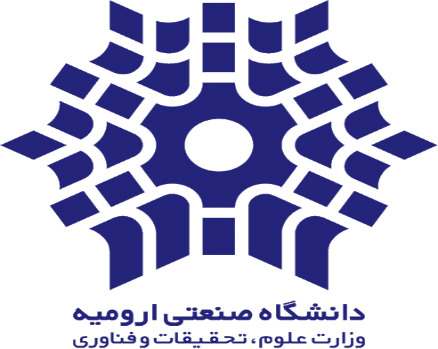 دانشگاه صنعتی ارومیه
وزارت علوم، تحقیقات و فناوری